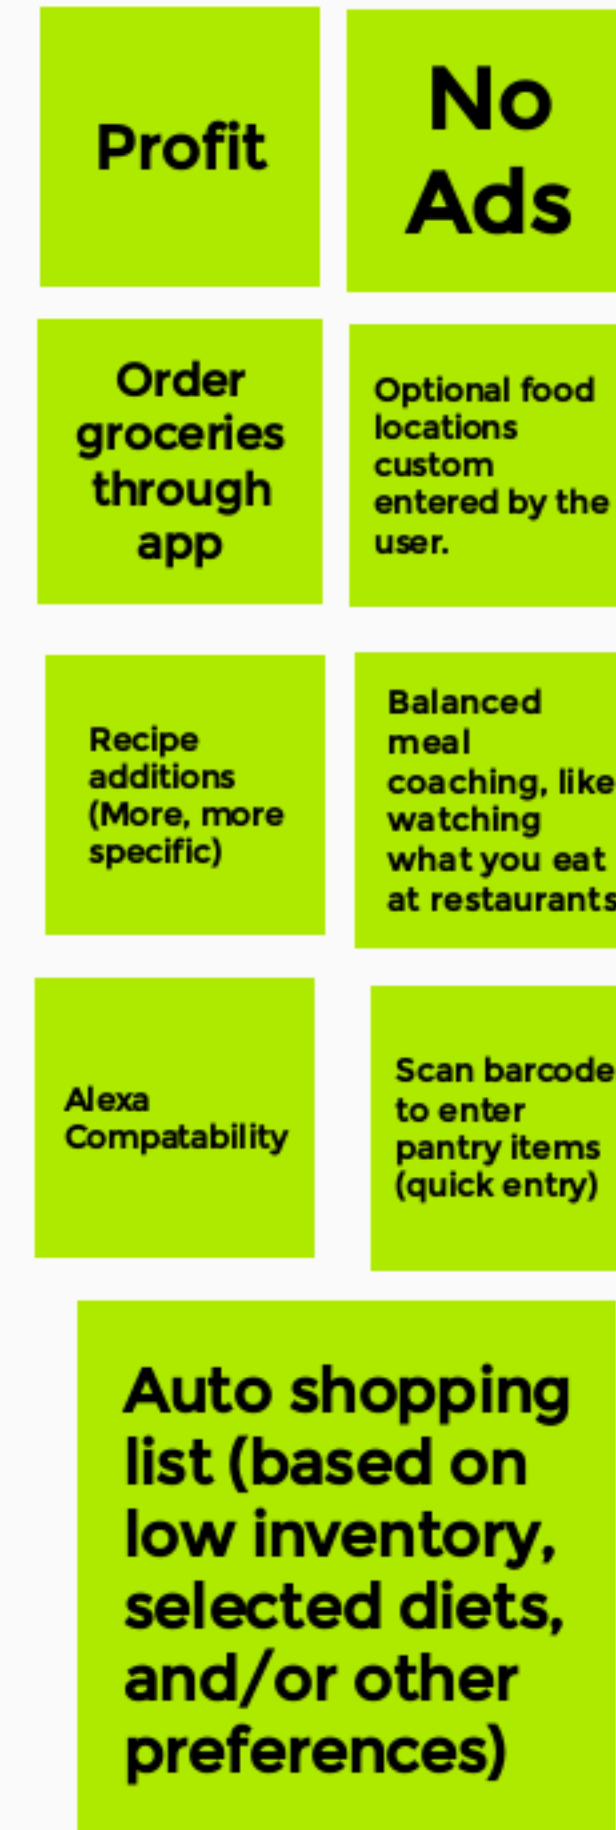 Profit
No
Ads
Order
groceries
through
app
Optional food
locations
custom
entered by the
user.
Recipe
additions
(More, more
specific)
Balanced
meal
coaching, like
watching
what you eat
at restaurants
Alexa
Compatability
Scan barcode
to enter
pantry items
(quick entry)
Auto shopping
list (based on
low inventory,
selected diets,
and/or other
preferences)